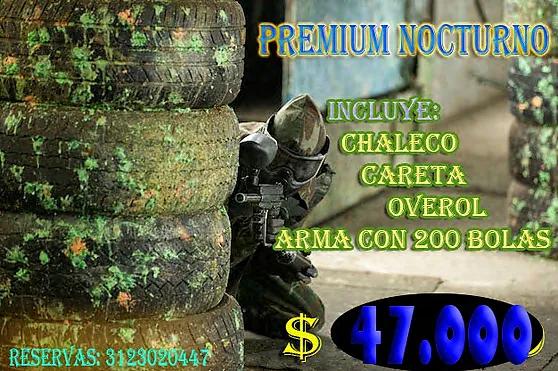 PREMIUM NOCTURNO
INCLUYE:
CHALECO
CARETA
OVEROL
ARMA CON 200 BOLAS
$ 47.000
RESERVAS: 3123020447